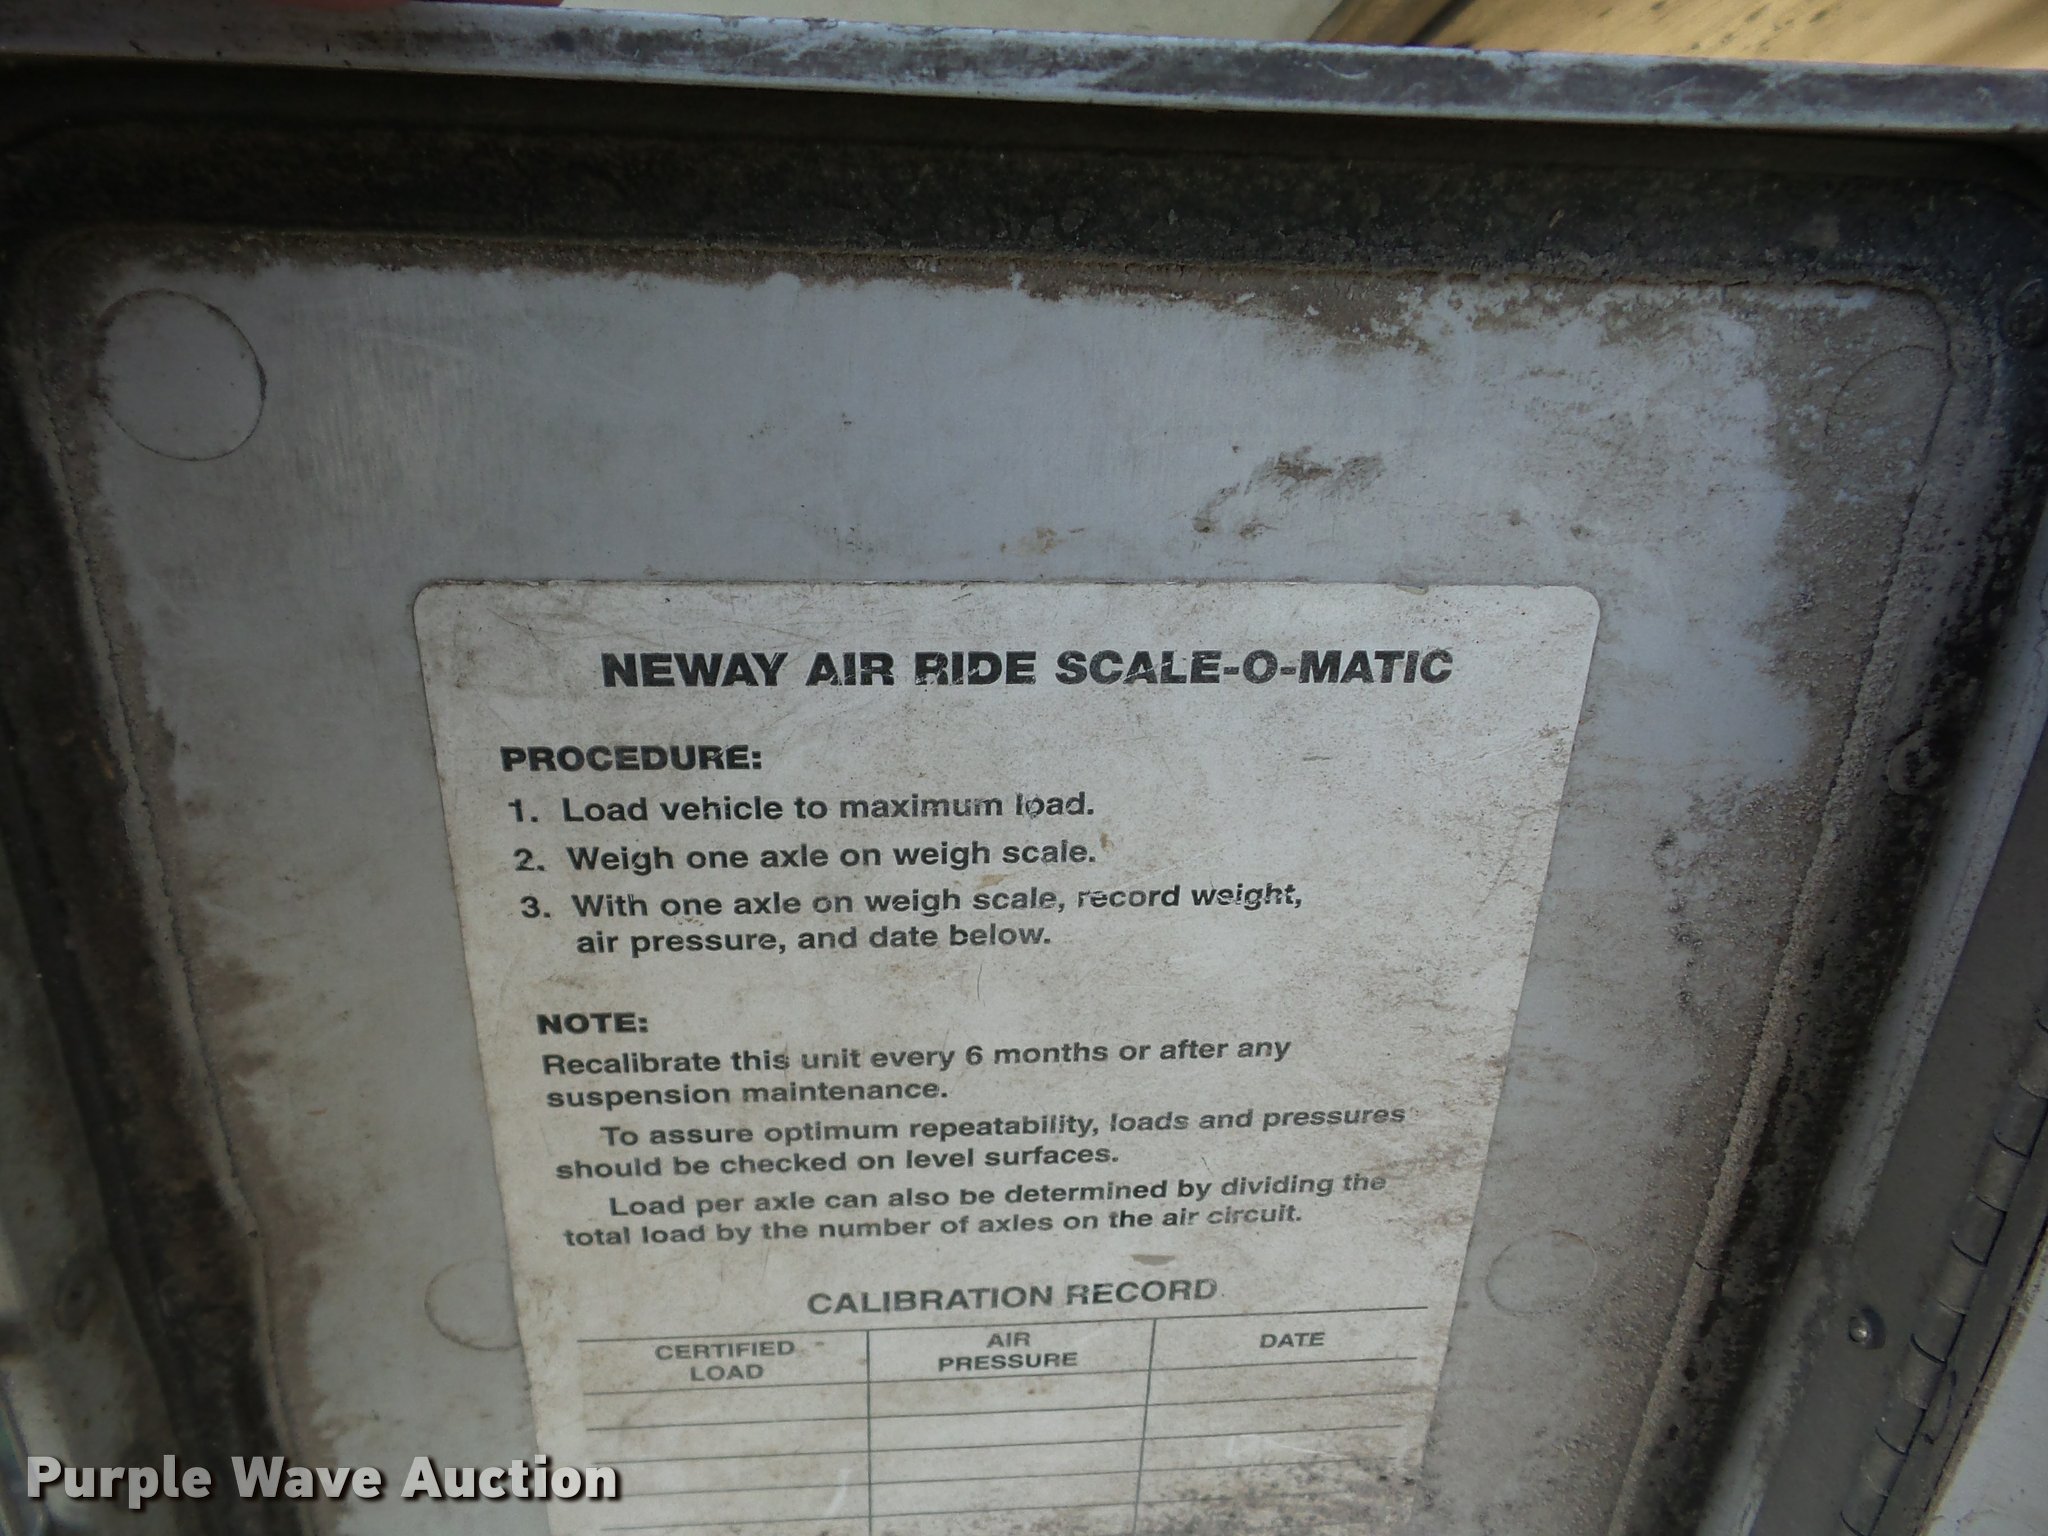 NEWAY AIR RIDE SCALE-O-MATIC
PROCEDURE:
1. Load vehicle to maximum load.
2. Weigh one axle on weigh scale.
3. With one axle on weigh scale, record weight,
air pressure, and date below.
NOTE:
Recalibrate this unit every 6 months or after any
suspension maintenance.
To assure optimum repeatability, loads and pressures
should be checked on level surfaces.
Load per axle can also be determined by dividing the
total load by the number of axles on the air circuit.
CALIBRATION RECORD
CERTIFIED
LOAD
AIR
PRESSURE
DATE
Purple Wave Auction